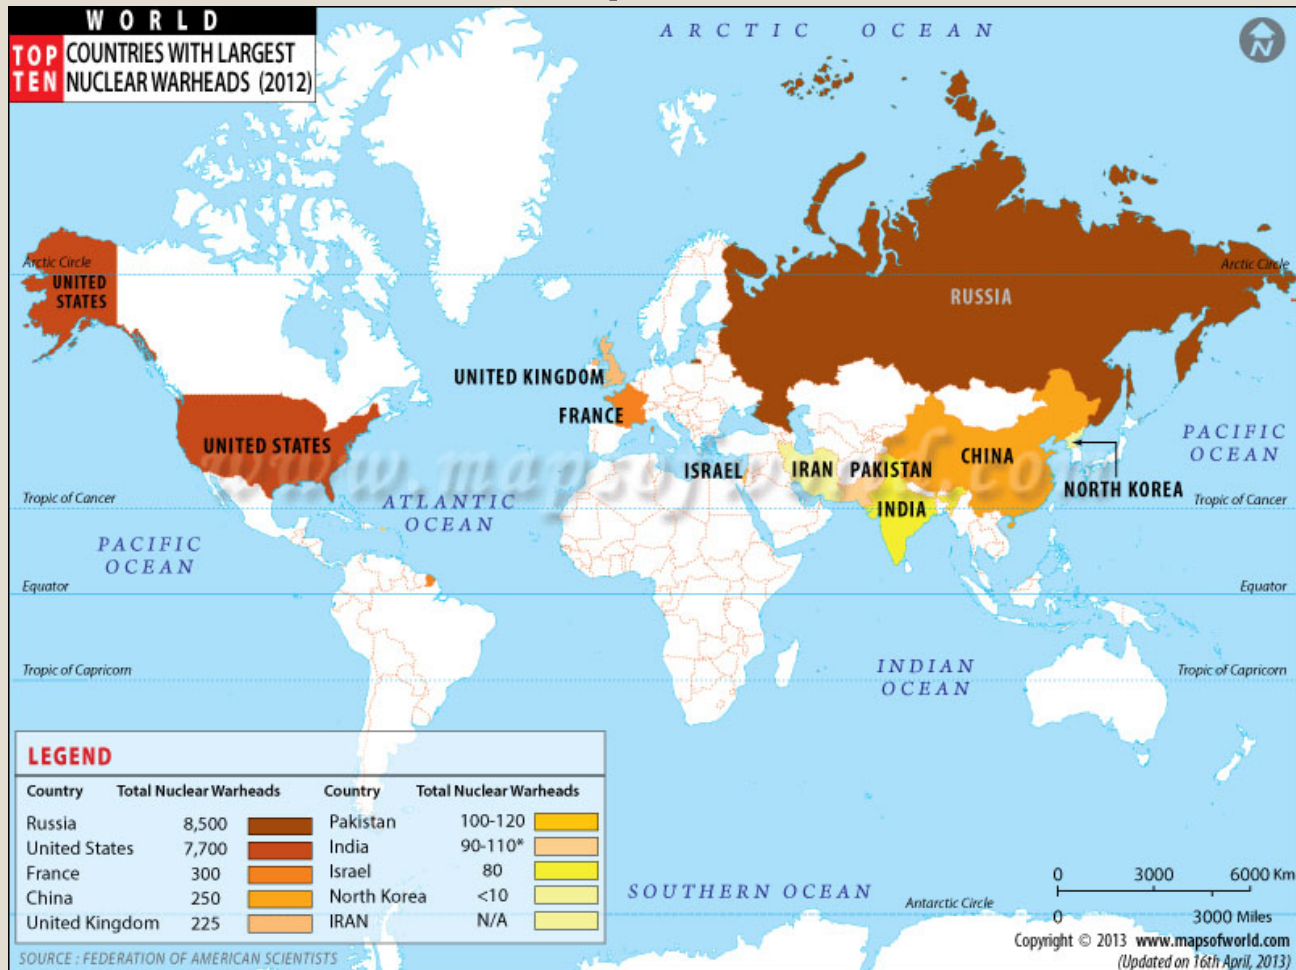 WORLD
TOP TEN COUNTRIES WITH LARGEST
NUCLEAR WARHEADS (2012)
ARCTIC OCEAN
N
Arctic Circle
Arctic Circle
UNITED
STATES
RUSSIA
UNITED KINGDOM
FRANCE
UNITED STATES
ISRAEL
IRAN
PAKISTAN
CHINA
INDIA
NORTH KOREA
PACIFIC
OCEAN
www.mapsofworld.com
Tropic of Cancer
Tropic of Cancer
ATLANTIC
OCEAN
PACIFIC
OCEAN
Equator
Equator
Tropic of Capricorn
Tropic of Capricorn
INDIAN
OCEAN
LEGEND
Country Total Nuclear Warheads Country Total Nuclear Warheads
Russia 8,500 Pakistan 100-120
United States 7,700 India 90-110*
France 300 Israel 80
China 250 North Korea <10
United Kingdom 225 IRAN N/A
SOURCE : FEDERATION OF AMERICAN SCIENTISTS
SOUTHERN OCEAN
Antarctic Circle
0 3000 6000 Km
0 3000 Miles
Copyright © 2013 www.mapsofworld.com
(Updated on 16th April, 2013)